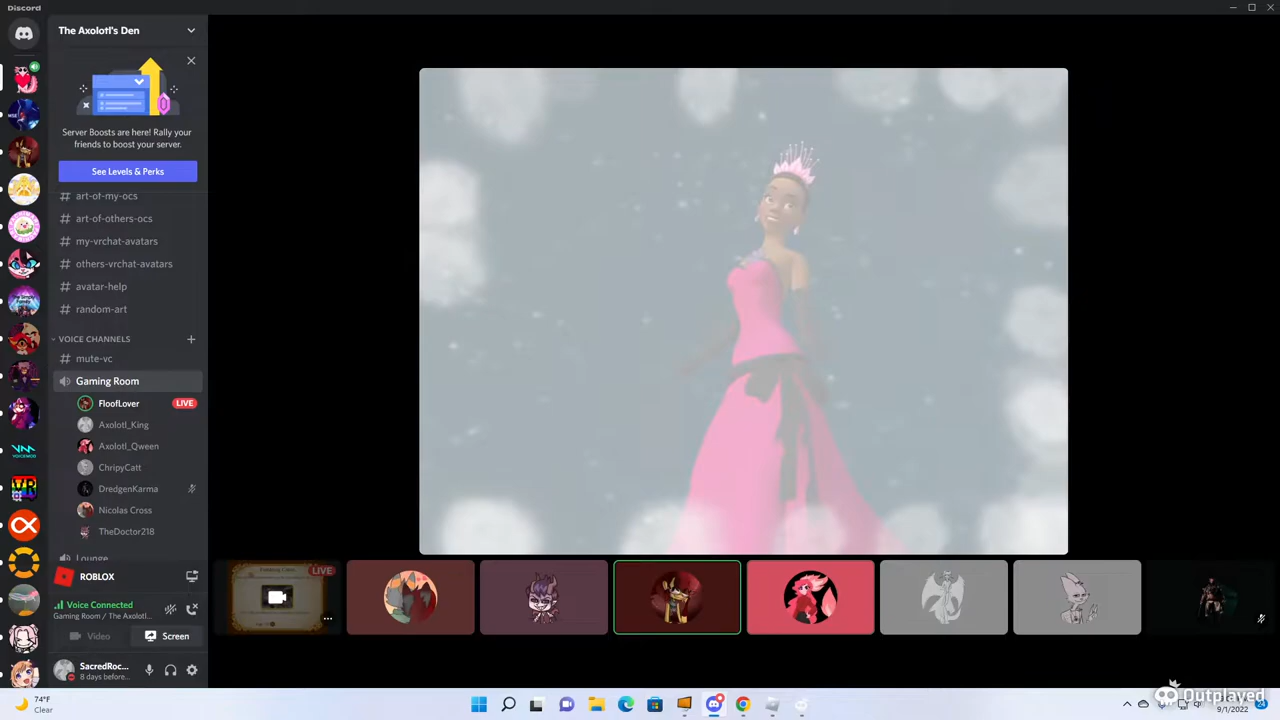 Discord
The Axolotl's Den
Server Boosts are here! Rally your
friends to boost your server.
See Levels & Perks
# art-of-my-ocs
# art-of-others-ocs
# my-vrchat-avatars
# others-vrchat-avatars
# avatar-help
# random-art
VOICE CHANNELS
# mute-vc
Gaming Room
FloofLover LIVE
Axolotl_King
Axolotl_Qween
ChripyCatt
DredgenKarma
Nicolas Cross
TheDoctor218
Lounge
LIVE
ROBLOX
Voice Connected
Gaming Room / The Axolotl...
Video
Screen
SacredRoc...
8 days before...
74°F
Clear
Outplayed
9/1/2022
24